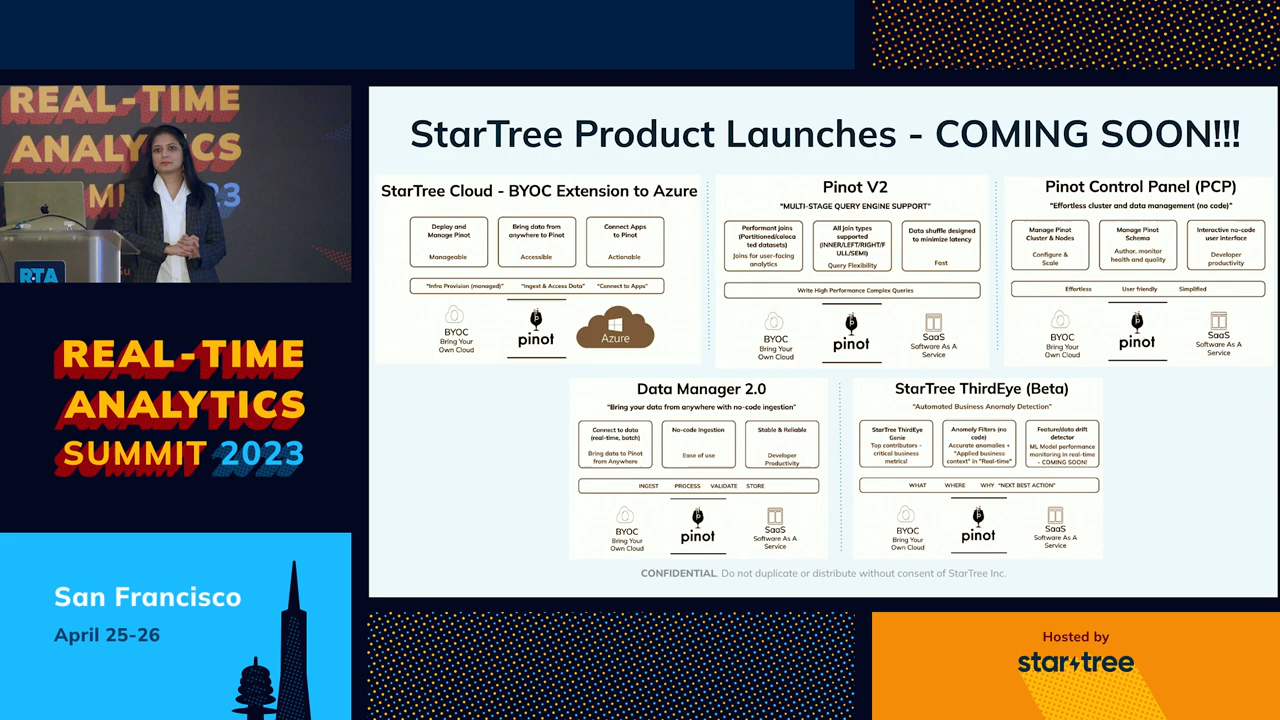 REAL-TIME
ANALYTICS
2023
RTA
REAL-TIME
ANALYTICS
SUMMIT 2023
San Francisco
April 25-26
StarTree Product Launches - COMING SOON!!!
StarTree Cloud - BYOC Extension to Azure
Deploy and
Manage Pinot
Manageable
Bring data from
anywhere to Pinot
Accessible
Connect Apps
to Pinot
Actionable
"Infra Provision (managed)" "Ingest & Access Data" "Connect to Apps"
BYOC
Bring Your
Own Cloud
pinot
Azure
Pinot V2
"MULTI-STAGE QUERY ENGINE SUPPORT"
Performant joins
(Partitioned/coloca
ted datasets)
Joins for user-facing
analytics
All join types
supported
(INNER/LEFT/RIGHT/F
ULL/SEMI)
Query Flexibility
Data shuffle designed
to minimize latency
Fast
Write High Performance Complex Queries
BYOC
Bring Your
Own Cloud
pinot
SaaS
Software As A
Service
Pinot Control Panel (PCP)
"Effortless cluster and data management (no code)"
Manage Pinot
Cluster & Nodes
Configure &
Scale
Manage Pinot
Schema
Author, monitor
health and quality
Interactive no-code
user Interface
Developer
productivity
Effortless User friendly Simplified
BYOC
Bring Your
Own Cloud
pinot
SaaS
Software As A
Service
Data Manager 2.0
"Bring your data from anywhere with no-code ingestion"
Connect to data
(real-time, batch)
Bring data to Pinot
from Anywhere
No-code Ingestion
Ease of use
Stable & Reliable
Developer
Productivity
INGEST PROCESS VALIDATE STORE
BYOC
Bring Your
Own Cloud
pinot
SaaS
Software As A
Service
StarTree ThirdEye (Beta)
"Automated Business Anomaly Detection"
StarTree ThirdEye
Genie
Top contributors -
critical business
metrics!
Anomaly Filters (no
code)
Accurate anomalies +
"Applied business
context" in "Real-time"
Feature/data drift
detector
ML Model performance
monitoring in real-time
- COMING SOON!
WHAT WHERE WHY "NEXT BEST ACTION"
BYOC
Bring Your
Own Cloud
pinot
SaaS
Software As A
Service
CONFIDENTIAL. Do not duplicate or distribute without consent of StarTree Inc.
Hosted by
startree